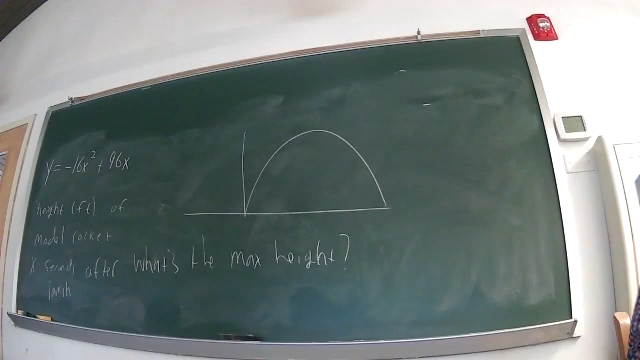 y=-16x²+96x
height (ft) of
model rocket
x seconds after
launch
what's the max height?